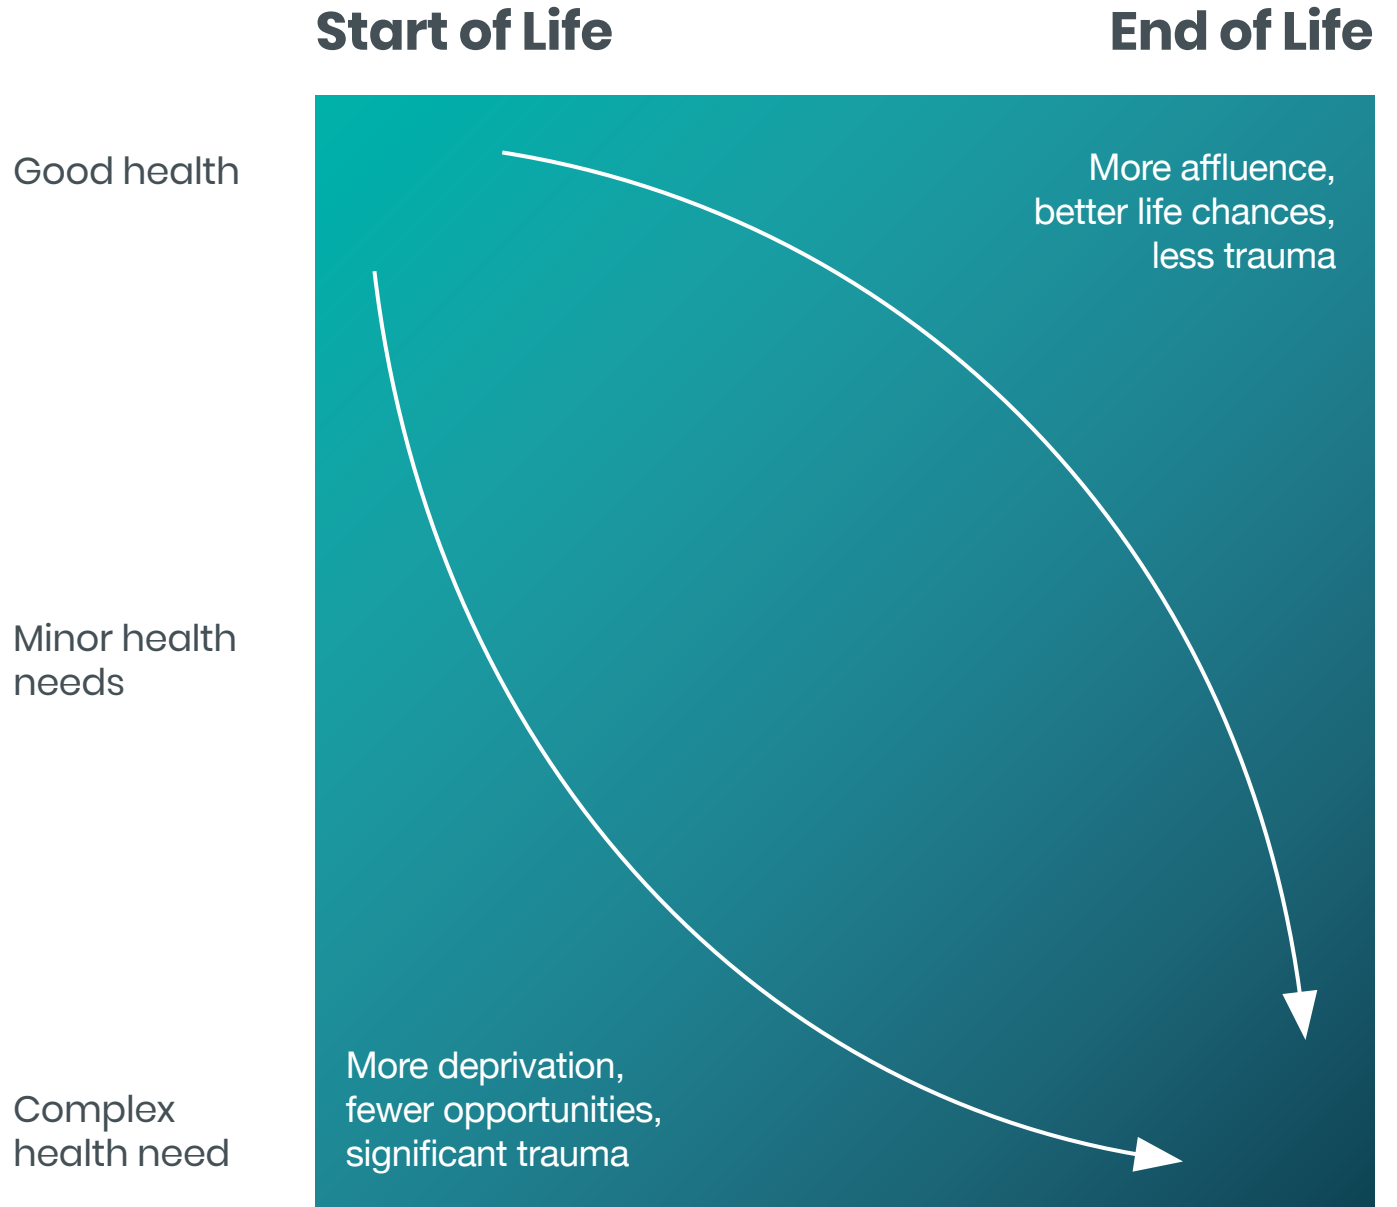 Start of Life
End of Life
Good health
More affluence,
better life chances,
less trauma
Minor health
needs
More deprivation,
fewer opportunities,
significant trauma
Complex
health need